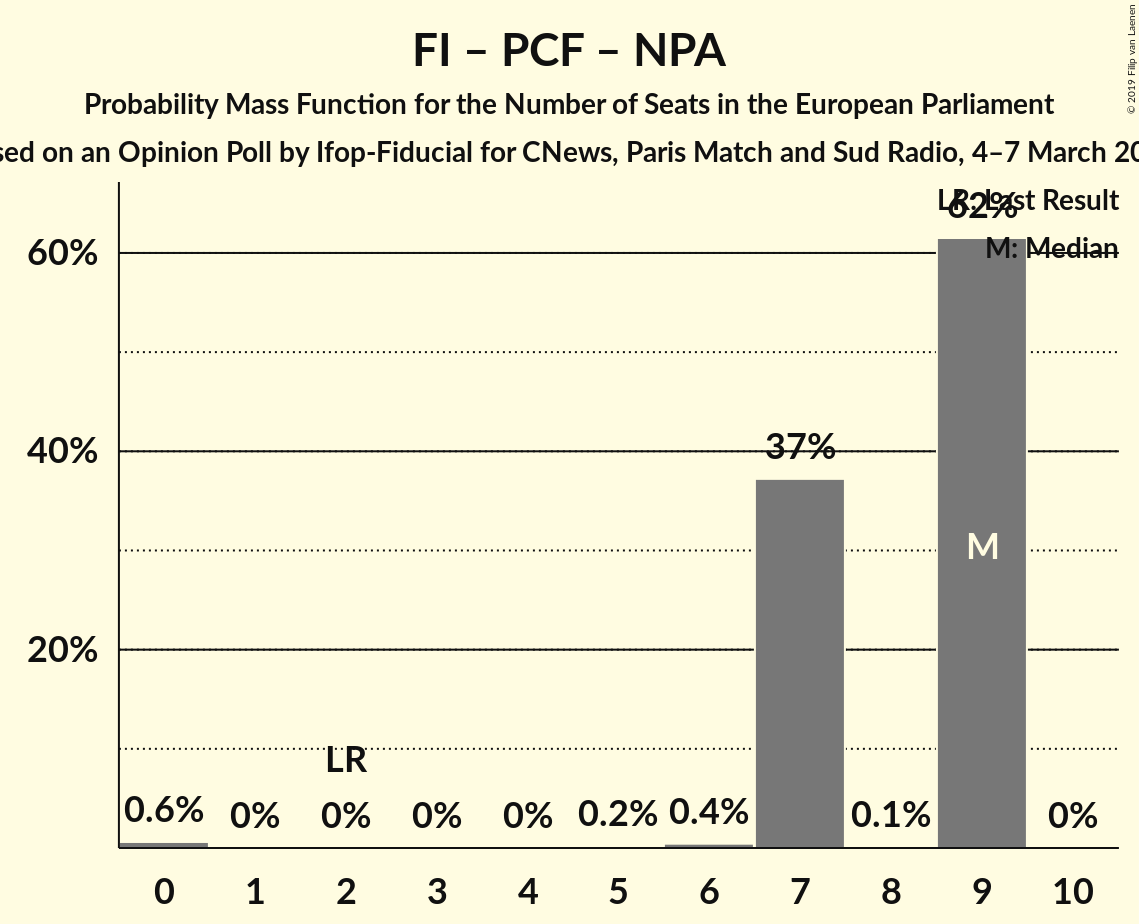 FI – PCF – NPA
Probability Mass Function for the Number of Seats in the European Parliament
on an Opinion Poll by Ifop-Fiducial for CNews, Paris Match and Sud Radio, 4–7 March
© 2019 Filip van Laenen
LR: Last Result
M: Median
62%
60%
37%
40%
M
20%
LR
0.6% 0% 0% 0% 0% 0.2% 0.4% 0.1% 0%
0 1 2 3 4 5 6 7 8 9 10